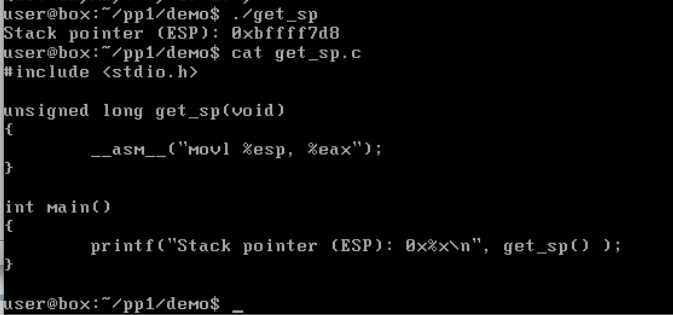 user@box:~/pp1/demo$ ./get_sp
Stack pointer (ESP): 0xbffff7d8
user@box:~/pp1/demo$ cat get_sp.c
#include <stdio.h>
unsigned long get_sp(void)
{
__asm__("movl %esp, %eax");
}
int main()
{
printf("Stack pointer (ESP): 0x%x\n", get_sp() );
}
user@box:~/pp1/demo$ _